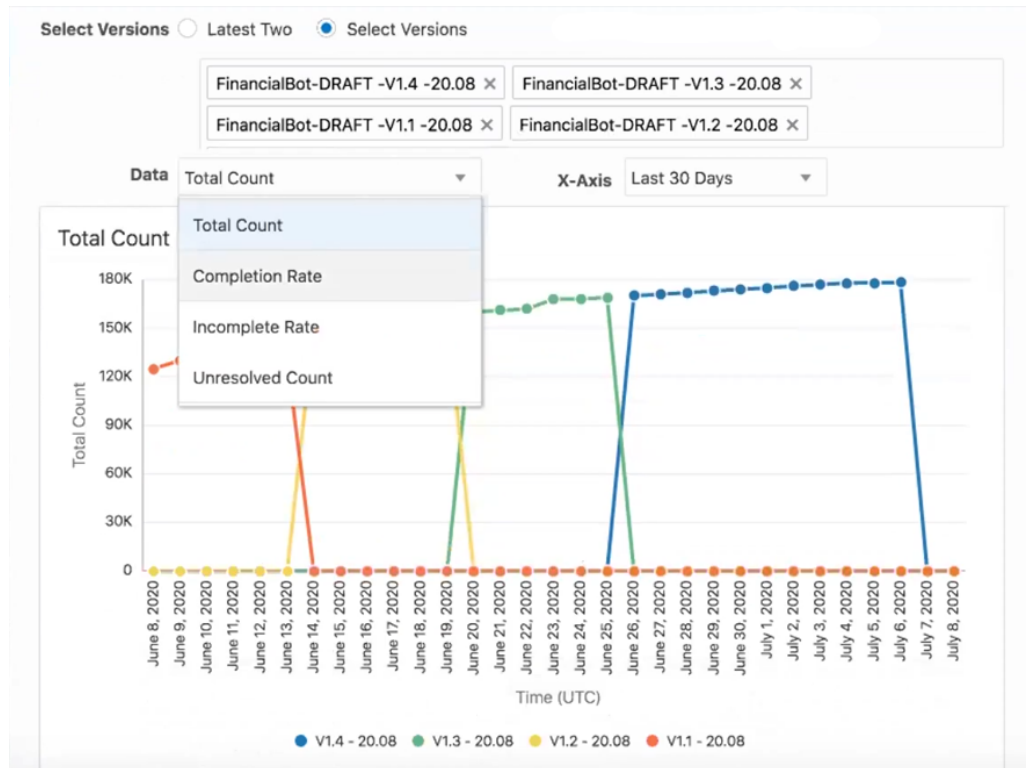 Select Versions Latest Two Select Versions
FinancialBot-DRAFT -V1.4 -20.08 × FinancialBot-DRAFT -V1.3 -20.08 ×
FinancialBot-DRAFT -V1.1 -20.08 × FinancialBot-DRAFT -V1.2 -20.08 ×
Data Total Count X-Axis Last 30 Days
Total Count
Total Count
Completion Rate
Incomplete Rate
Unresolved Count
180K
150K
120K
90K
60K
30K
0
Total Count
June 8, 2020
June 9, 2020
June 10, 2020
June 11, 2020
June 12, 2020
June 13, 2020
June 14, 2020
June 15, 2020
June 16, 2020
June 17, 2020
June 18, 2020
June 19, 2020
June 20, 2020
June 21, 2020
June 22, 2020
June 23, 2020
June 24, 2020
June 25, 2020
June 26, 2020
June 27, 2020
June 28, 2020
June 29, 2020
June 30, 2020
July 1, 2020
July 2, 2020
July 3, 2020
July 4, 2020
July 5, 2020
July 6, 2020
July 7, 2020
July 8, 2020
Time (UTC)
V1.4 - 20.08 V1.3 - 20.08 V1.2 - 20.08 V1.1 - 20.08